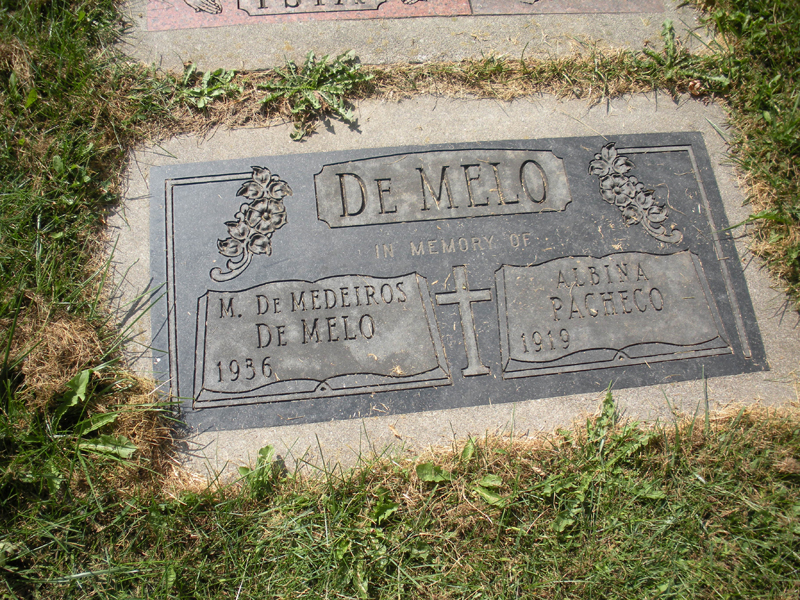 DE MELO
IN MEMORY OF
M. DE MEDEIROS
DE MELO
1936
ALBINA
PACHECO
1919